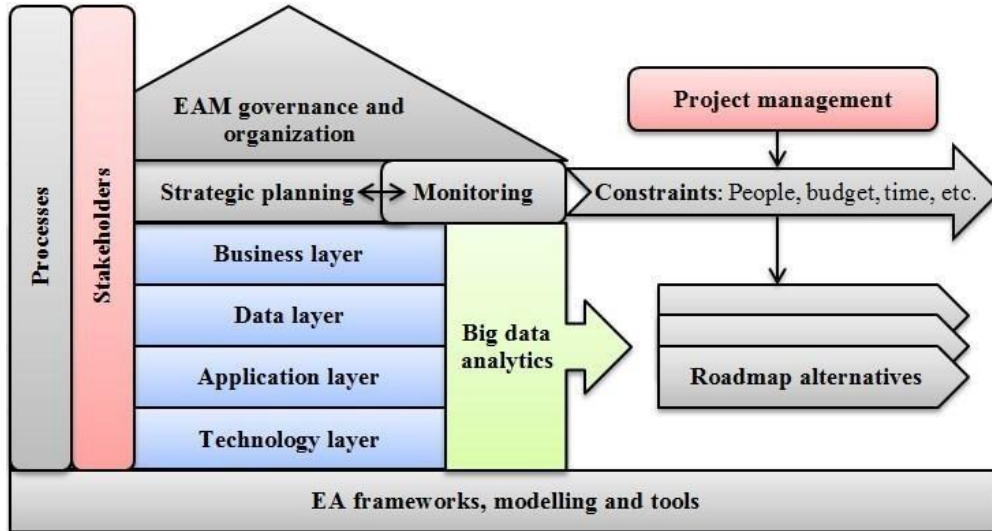 Processes
Stakeholders
EAM governance and
organization
Strategic planning
Monitoring
Business layer
Data layer
Application layer
Technology layer
Big data
analytics
Project management
Constraints: People, budget, time, etc.
Roadmap alternatives
EA frameworks, modelling and tools